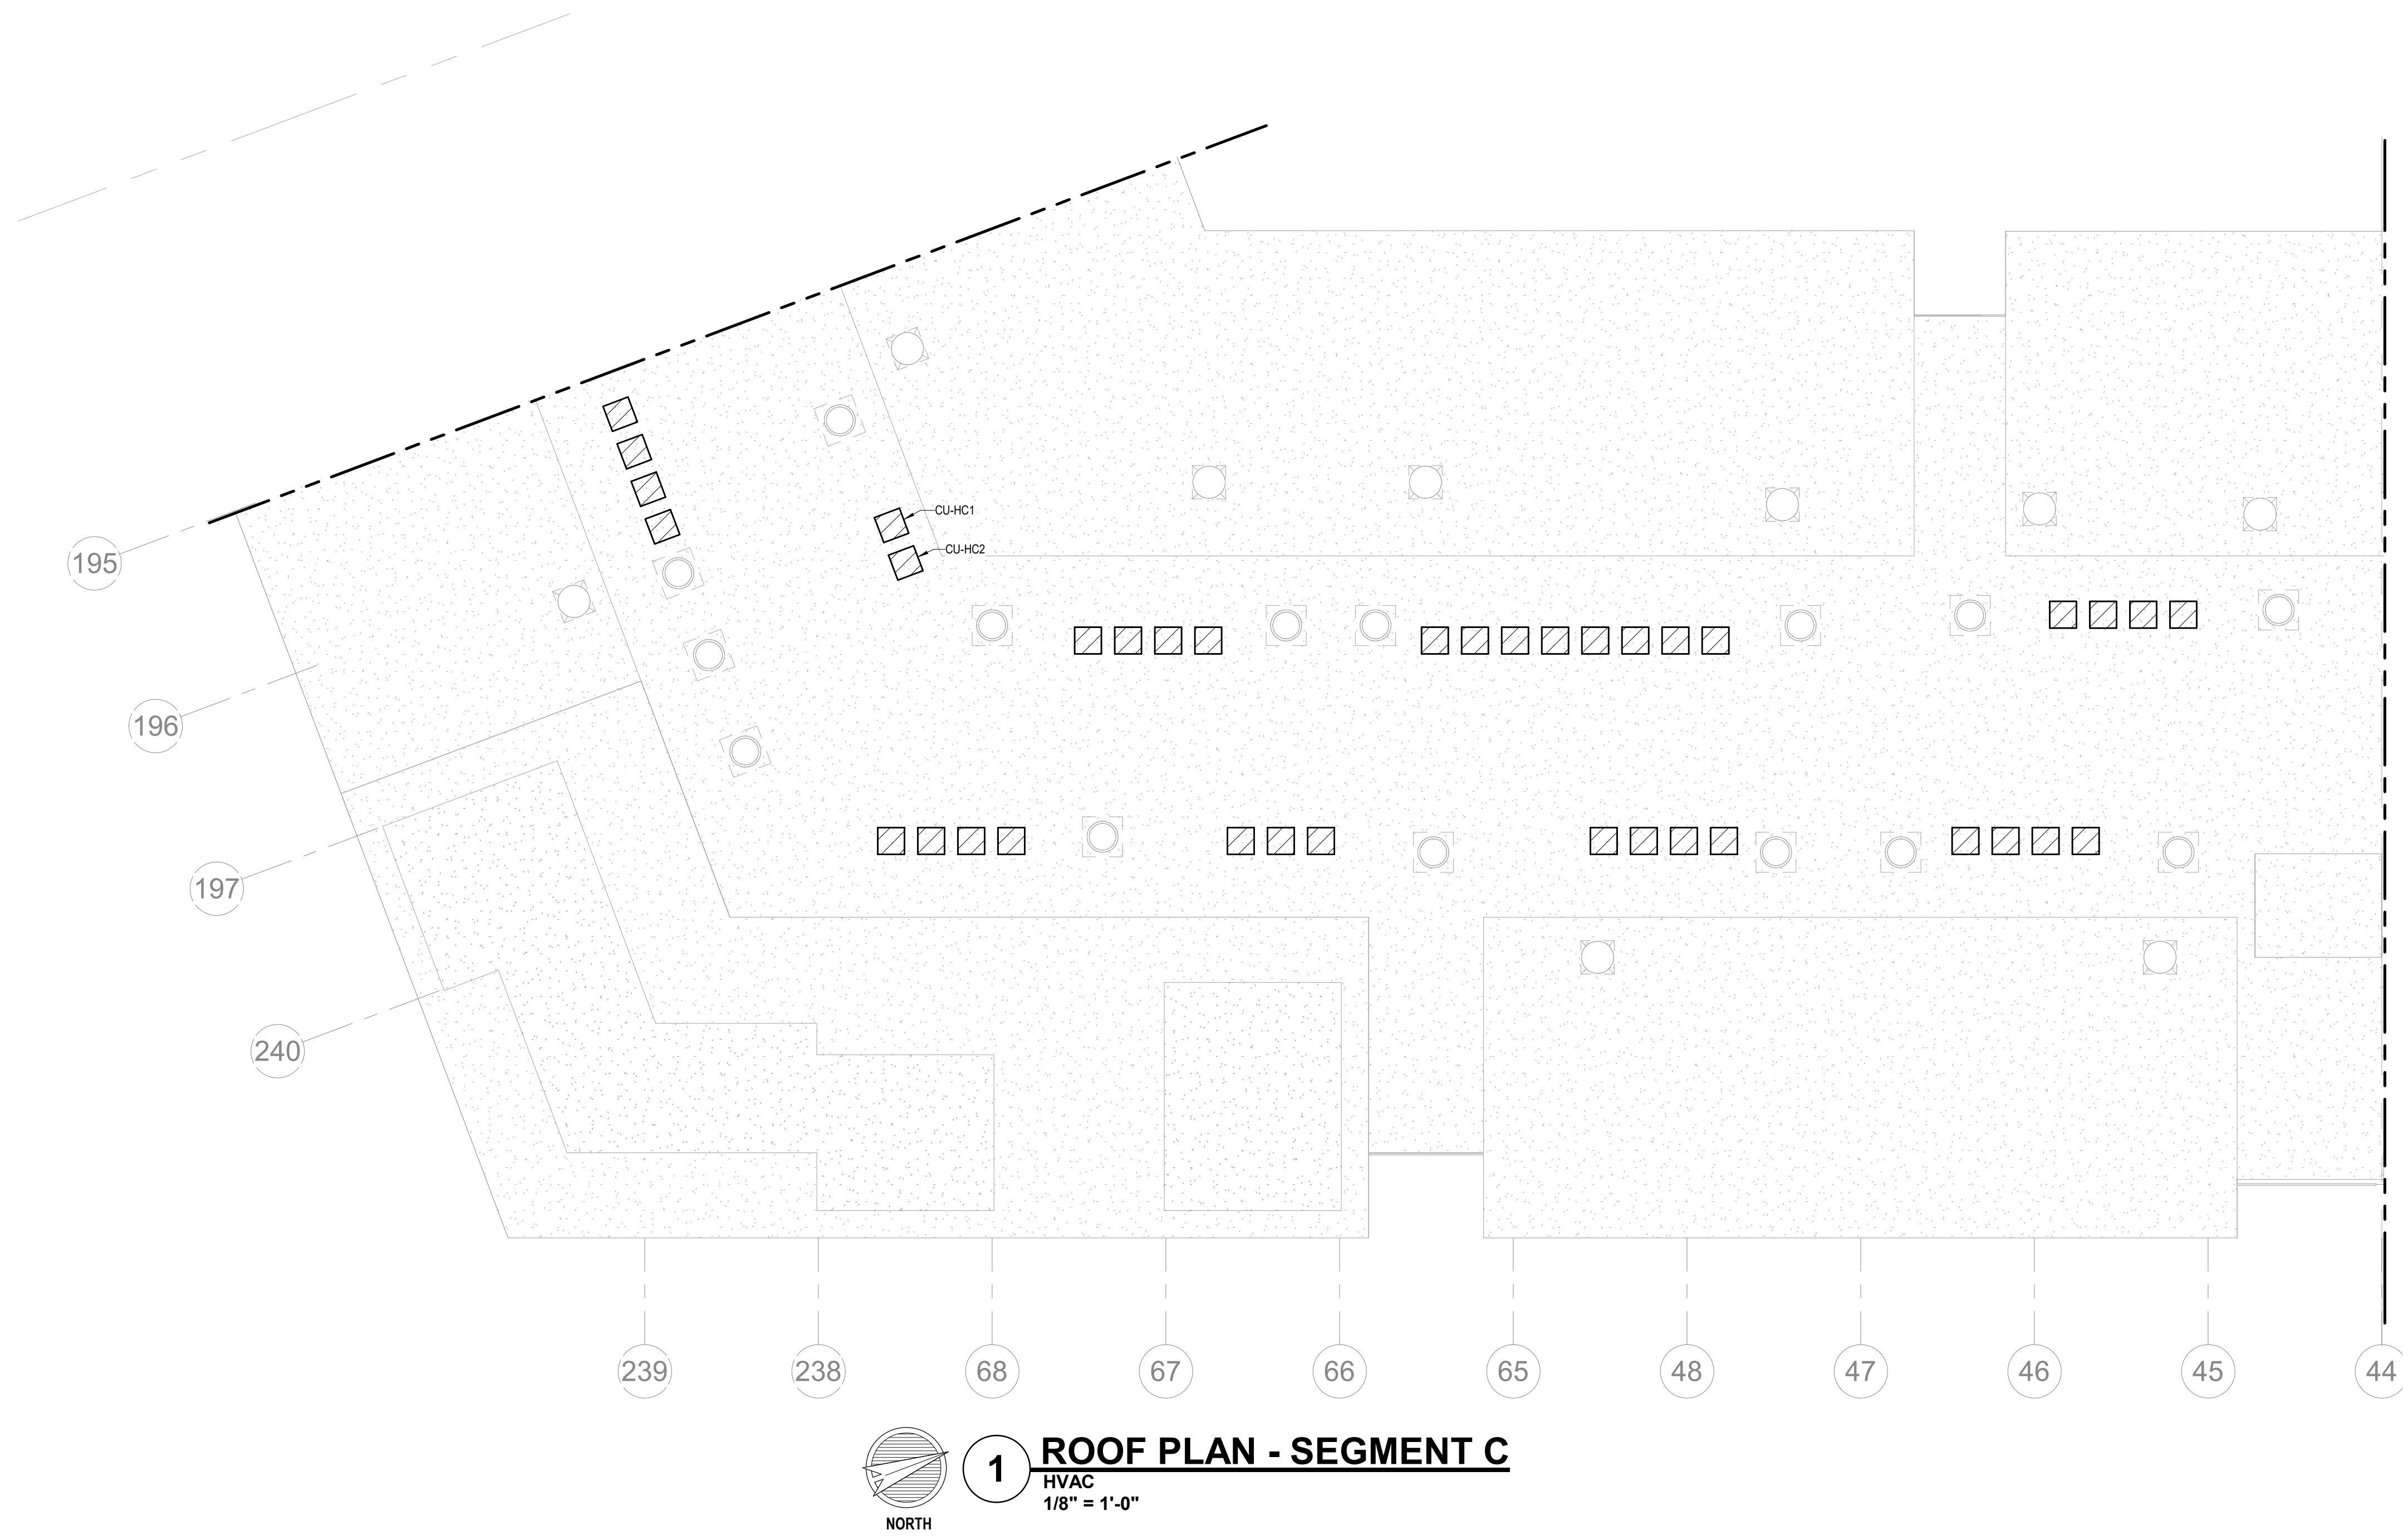 CU-HC1
CU-HC2
195
196
197
240
239 238 68 67 66 65 48 47 46 45 44
1 ROOF PLAN - SEGMENT C
HVAC
1/8" = 1'-0"
NORTH